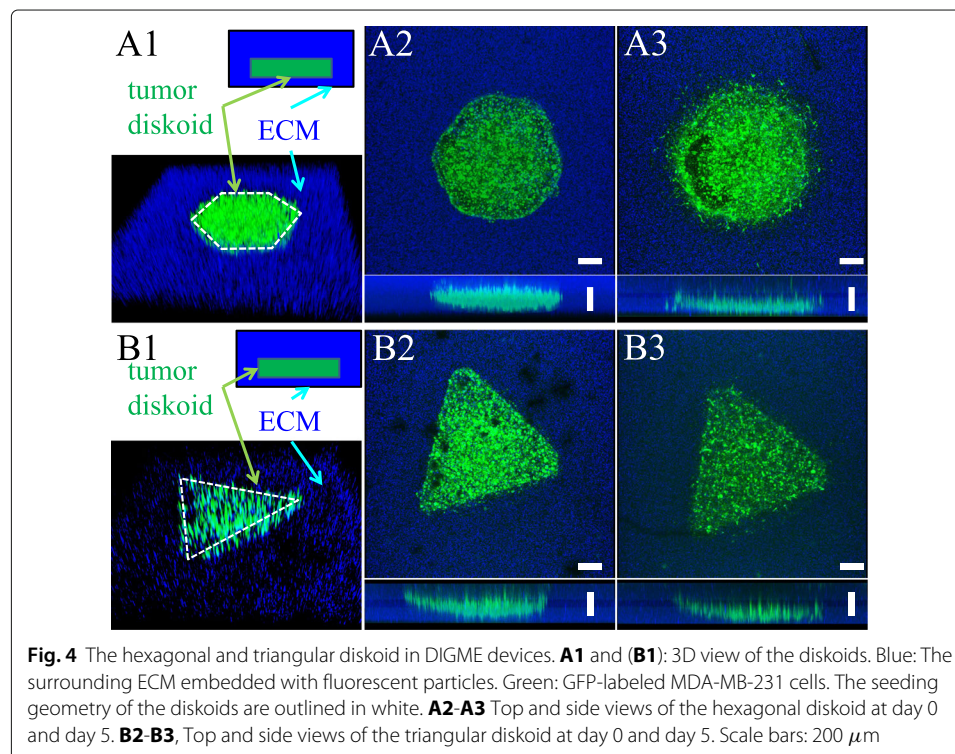 A1
tumor
diskoid
ECM
A2
A3
B1
tumor
diskoid
ECM
B2
B3
Fig. 4 The hexagonal and triangular diskoid in DIGME devices. A1 and (B1): 3D view of the diskoids. Blue: The
surrounding ECM embedded with fluorescent particles. Green: GFP-labeled MDA-MB-231 cells. The seeding
geometry of the diskoids are outlined in white. A2-A3 Top and side views of the hexagonal diskoid at day 0
and day 5. B2-B3, Top and side views of the triangular diskoid at day 0 and day 5. Scale bars: 200 μm